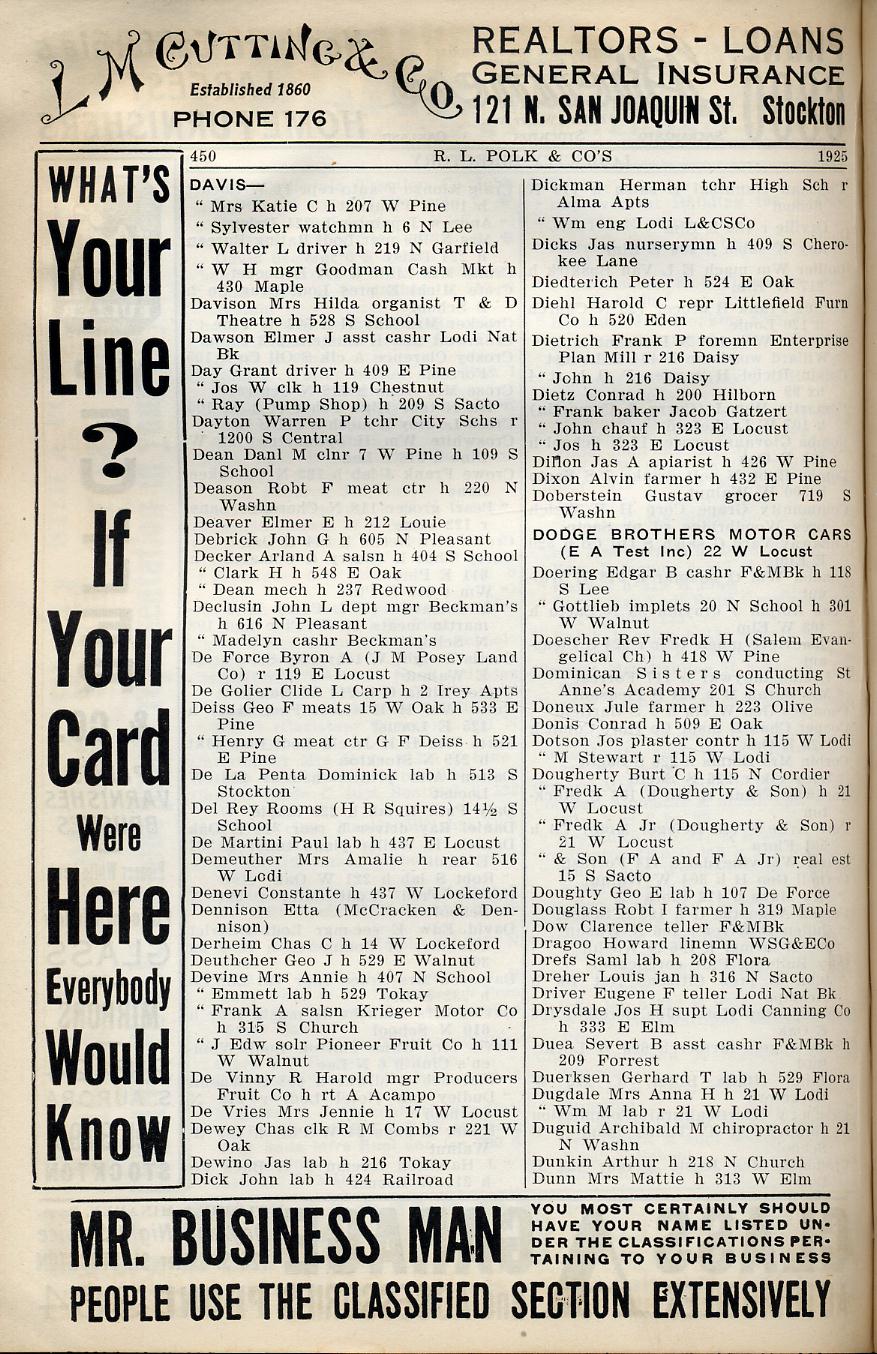 L M CUTTING & Co.
Established 1860
PHONE 176
REALTORS - LOANS
GENERAL INSURANCE
121 N. SAN JOAQUIN St. Stockton
WHAT'S
Your
Line
?
If
Your
Card
Were
Here
Everybody
Would
Know
450 R. L. POLK & CO'S 1925
DAVIS—
" Mrs Katie C h 207 W Pine
" Sylvester watchmn h 6 N Lee
" Walter L driver h 219 N Garfield
" W H mgr Goodman Cash Mkt h
430 Maple
Davison Mrs Hilda organist T & D
Theatre h 528 S School
Dawson Elmer J asst cashr Lodi Nat
Bk
Day Grant driver h 409 E Pine
" Jos W clk h 119 Chestnut
" Ray (Pump Shop) h 209 S Sacto
Dayton Warren P tchr City Schs r
1200 S Central
Dean Danl M clnr 7 W Pine h 109 S
School
Deason Robt F meat ctr h 220 N
Washn
Deaver Elmer E h 212 Louie
Debrick John G h 605 N Pleasant
Decker Arland A salsn h 404 S School
" Clark H h 548 E Oak
" Dean mech h 237 Redwood
Declusin John L dept mgr Beckman's
h 616 N Pleasant
" Madelyn cashr Beckman's
De Force Byron A (J M Posey Land
Co) r 119 E Locust
De Golier Clide L Carp h 2 Irey Apts
Deiss Geo F meats 15 W Oak h 533 E
Pine
" Henry G meat ctr G F Deiss h 521
E Pine
De La Penta Dominick lab h 513 S
Stockton
Del Rey Rooms (H R Squires) 14½ S
School
De Martini Paul lab h 437 E Locust
Demeuther Mrs Amalie h rear 516
W Lodi
Denevi Constante h 437 W Lockeford
Dennison Etta (McCracken & Den-
nison)
Derheim Chas C h 14 W Lockeford
Deuthcher Geo J h 529 E Walnut
Devine Mrs Annie h 407 N School
" Emmett lab h 529 Tokay
" Frank A salsn Krieger Motor Co
h 315 S Church
" J Edw solr Pioneer Fruit Co h 111
W Walnut
De Vinny R Harold mgr Producers
Fruit Co h rt A Acampo
De Vries Mrs Jennie h 17 W Locust
Dewey Chas clk R M Combs r 221 W
Oak
Dewino Jas lab h 216 Tokay
Dick John lab h 424 Railroad
Dickman Herman tchr High Sch r
Alma Apts
" Wm eng Lodi L&CSCo
Dicks Jas nurserymn h 409 S Chero-
kee Lane
Diedterich Peter h 524 E Oak
Diehl Harold C repr Littlefield Furn
Co h 520 Eden
Dietrich Frank P foremn Enterprise
Plan Mill r 216 Daisy
" John h 216 Daisy
Dietz Conrad h 200 Hilborn
" Frank baker Jacob Gatzert
" John chauf h 323 E Locust
" Jos h 323 E Locust
Dillon Jas A apiarist h 426 W Pine
Dixon Alvin farmer h 432 E Pine
Doberstein Gustav grocer 719 S
Washn
DODGE BROTHERS MOTOR CARS
(E A Test Inc) 22 W Locust
Doering Edgar B cashr F&MBk h 118
S Lee
" Gottlieb implets 20 N School h 301
W Walnut
Doescher Rev Fredk H (Salem Evan-
gelical Ch) h 418 W Pine
Dominican Sisters conducting St
Anne's Academy 201 S Church
Doneux Jule farmer h 223 Olive
Donis Conrad h 509 E Oak
Dotson Jos plaster contr h 115 W Lodi
" M Stewart r 115 W Lodi
Dougherty Burt C h 115 N Cordier
" Fredk A (Dougherty & Son) h 21
W Locust
" Fredk A Jr (Dougherty & Son) r
21 W Locust
" & Son (F A and F A Jr) real est
15 S Sacto
Doughty Geo E lab h 107 De Force
Douglass Robt I farmer h 319 Maple
Dow Clarence teller F&MBk
Dragoo Howard linemn WSG&ECo
Drefs Saml lab h 208 Flora
Dreher Louis jan h 316 N Sacto
Driver Eugene F teller Lodi Nat Bk
Drysdale Jos H supt Lodi Canning Co
h 333 E Elm
Duea Severt B asst cashr F&MBk h
209 Forrest
Duerksen Gerhard T lab h 529 Flora
Dugdale Mrs Anna H h 21 W Lodi
" Wm M lab r 21 W Lodi
Duguid Archibald M chiropractor h 21
N Washn
Dunkin Arthur h 218 N Church
Dunn Mrs Mattie h 313 W Elm
MR. BUSINESS MAN
YOU MOST CERTAINLY SHOULD
HAVE YOUR NAME LISTED UN-
DER THE CLASSIFICATIONS PER-
TAINING TO YOUR BUSINESS
PEOPLE USE THE CLASSIFIED SECTION EXTENSIVELY